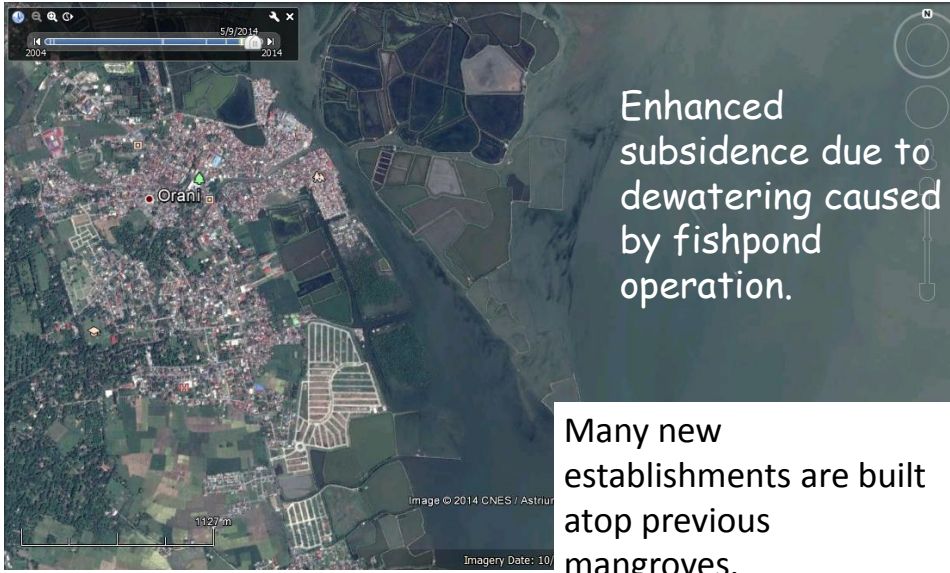 5/9/2014
2004
2014
N
Enhanced
subsidence due to
dewatering caused
by fishpond
operation.
Orani
Many new
establishments are built
atop previous
mangroves.
Image © 2014 CNES / Astrium
1127 m
Imagery Date: 10/